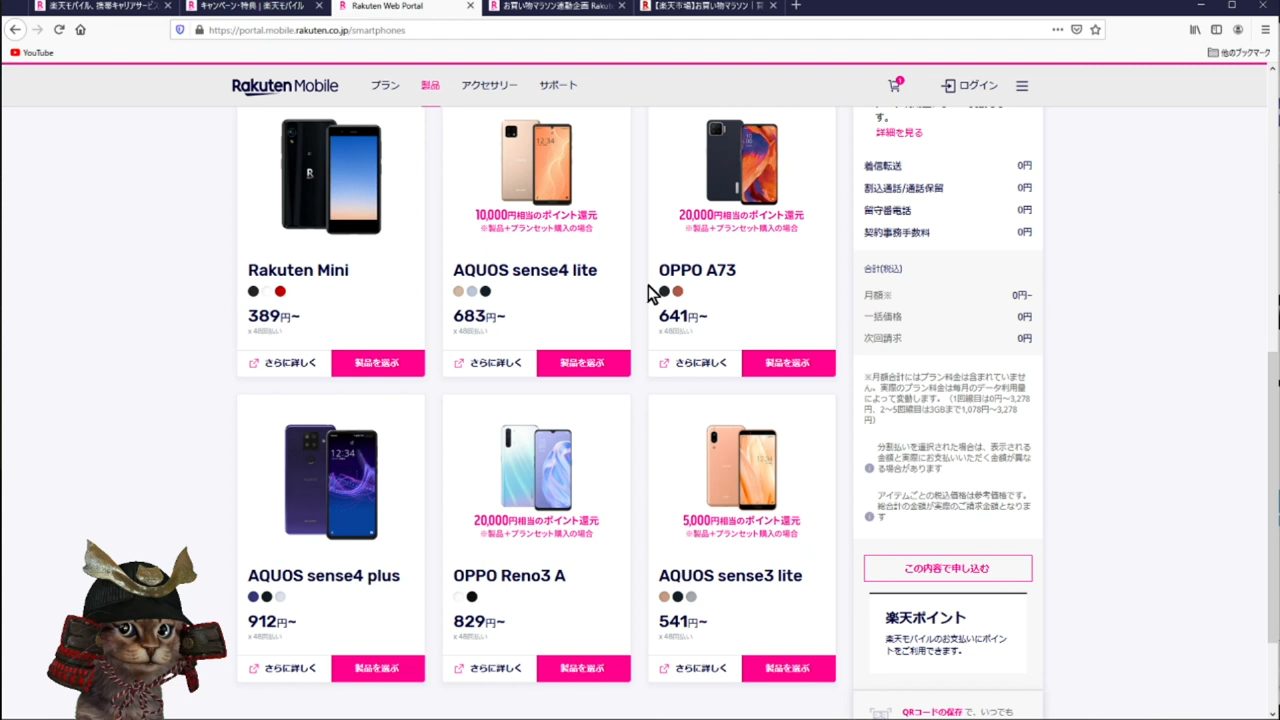 楽天モバイル、携帯キャリアサービ
キャンペーン・特典 | 楽天モバイル
Rakuten Web Portal
お買い物マラソン連動企画 | Raku
【楽天市場】お買い物マラソン |
https://portal.mobile.rakuten.co.jp/smartphones
YouTube
他のブックマーク
Rakuten Mobile
プラン
製品
アクセサリー
サポート
1
ログイン
Rakuten Mini
389円~
x 48回払い
さらに詳しく
製品を選ぶ
12:34
10,000円相当のポイント還元
※製品+プランセット購入の場合
AQUOS sense4 lite
683円~
x 48回払い
さらに詳しく
製品を選ぶ
20,000円相当のポイント還元
※製品+プランセット購入の場合
OPPO A73
641円~
x 48回払い
さらに詳しく
製品を選ぶ
12:34
AQUOS sense4 plus
912円~
x 48回払い
さらに詳しく
製品を選ぶ
20,000円相当のポイント還元
※製品+プランセット購入の場合
OPPO Reno3 A
829円~
x 48回払い
さらに詳しく
製品を選ぶ
12:34
5,000円相当のポイント還元
※製品+プランセット購入の場合
AQUOS sense3 lite
541円~
x 48回払い
さらに詳しく
製品を選ぶ
す。
詳細を見る
着信転送 0円
割込通話/通話保留 0円
留守番電話 0円
契約事務手数料 0円
合計(税込)
月額※ 0円~
一括価格 0円
次回請求 0円
※月額合計にはプラン料金は含まれていませ
ん。実際のプラン料金は毎月のデータ利用量
によって変動します。(1回線目は0円~3,278
円、2~5回線目は3GBまで1,078円~3,278
円)
分割払いを選択された場合は、表示される
金額と実際にお支払いいただく金額が異な
る場合があります
アイテムごとの税込価格は参考価格です。
総合計の金額が実際のご請求金額となりま
す
この内容で申し込む
楽天ポイント
楽天モバイルのお支払いにポイン
トをご利用できます。
QRコードの保存 で、いつでも